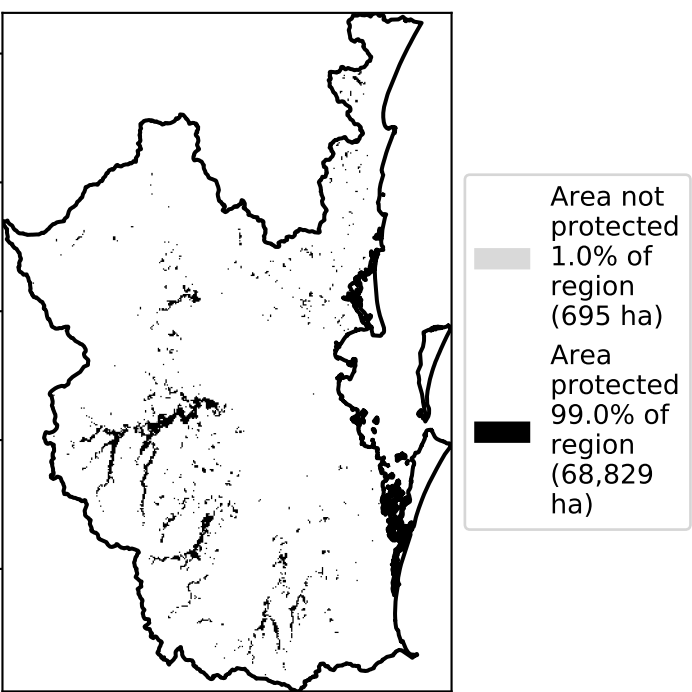 Area not
protected
1.0% of
region
(695 ha)
Area
protected
99.0% of
region
(68,829
ha)